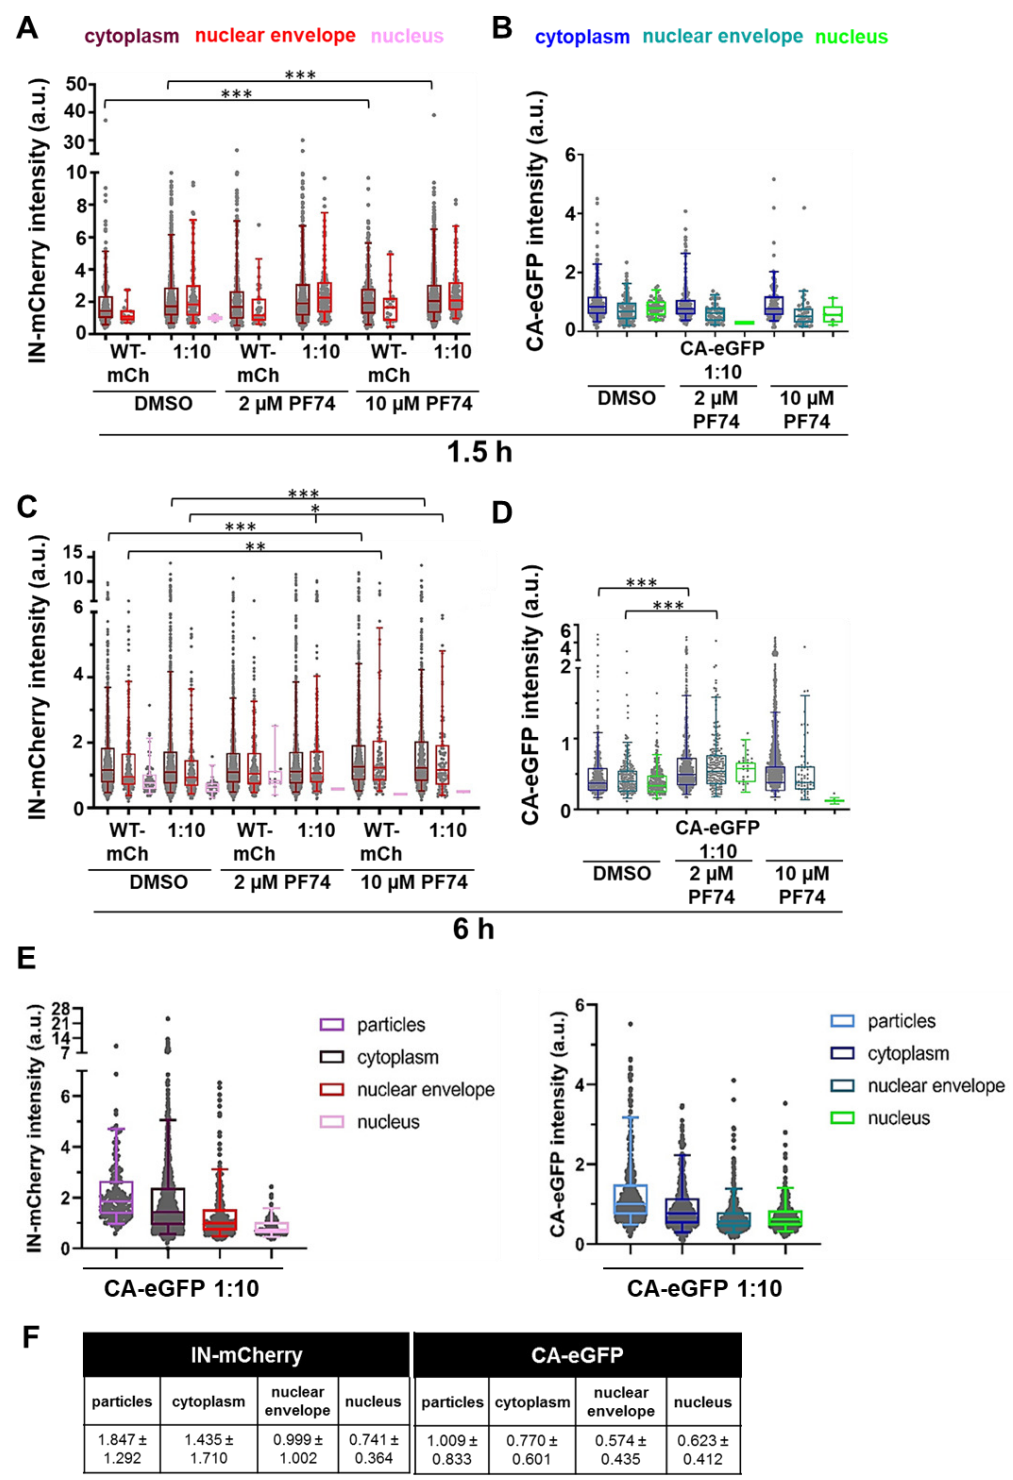 A
cytoplasm nuclear envelope nucleus
IN-mCherry intensity (a.u.)
50
40
30
10
8
6
4
2
0
***
***
WT-mCh 1:10 WT-mCh 1:10 WT-mCh 1:10
DMSO 2 µM PF74 10 µM PF74
B
cytoplasm nuclear envelope nucleus
CA-eGFP intensity (a.u.)
6
4
2
0
CA-eGFP
1:10
DMSO 2 µM PF74 10 µM PF74
1.5 h
C
IN-mCherry intensity (a.u.)
15
10
6
4
2
0
***
*
***
**
WT-mCh 1:10 WT-mCh 1:10 WT-mCh 1:10
DMSO 2 µM PF74 10 µM PF74
D
CA-eGFP intensity (a.u.)
6
4
2
1
0
***
***
CA-eGFP
1:10
DMSO 2 µM PF74 10 µM PF74
6 h
E
IN-mCherry intensity (a.u.)
28
21
14
7
6
4
2
0
particles
cytoplasm
nuclear envelope
nucleus
CA-eGFP 1:10
CA-eGFP intensity (a.u.)
6
4
2
0
particles
cytoplasm
nuclear envelope
nucleus
CA-eGFP 1:10
F
IN-mCherry CA-eGFP
particles cytoplasm nuclear envelope nucleus particles cytoplasm nuclear envelope nucleus
1.847 ± 1.292 1.435 ± 1.710 0.999 ± 1.002 0.741 ± 0.364 1.009 ± 0.833 0.770 ± 0.601 0.574 ± 0.435 0.623 ± 0.412